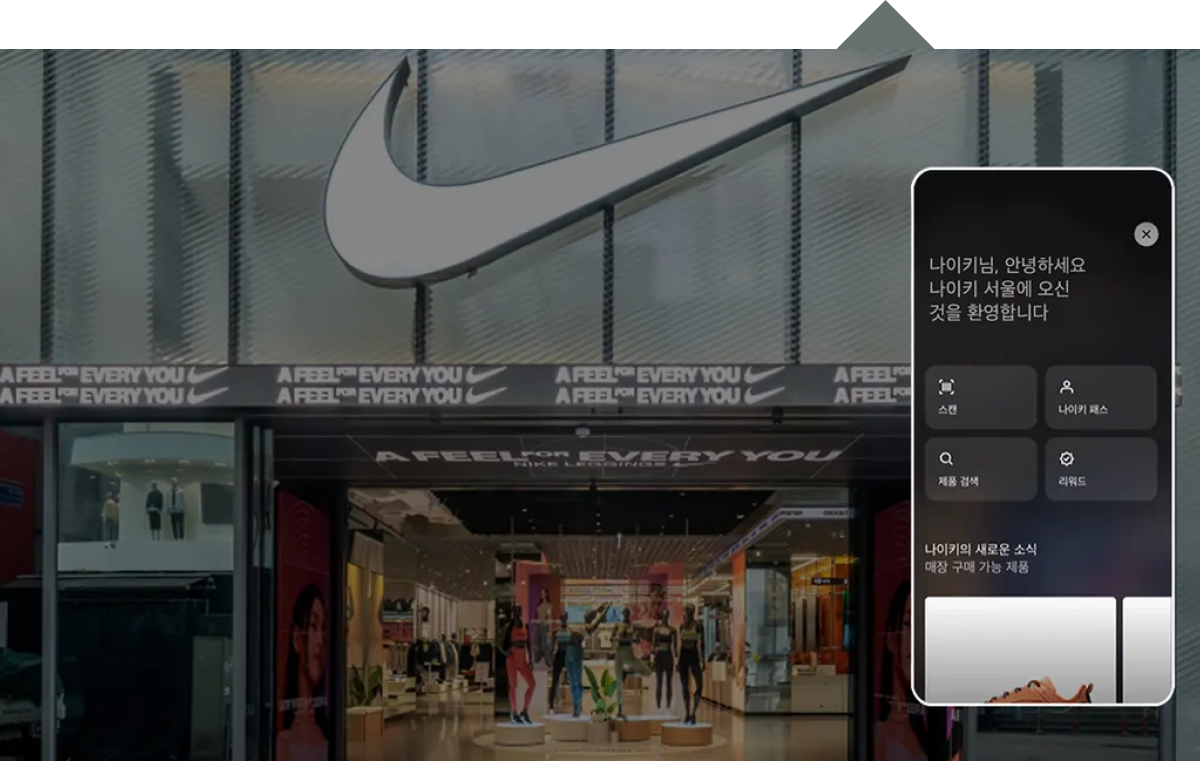 A FEEL FOR EVERY YOU A FEEL FOR EVERY YOU A FEEL FOR EVERY YOU A FEEL FOR
A FEEL FOR EVERY YOU A FEEL FOR EVERY YOU A FEEL FOR EVERY YOU A FEEL FOR
A FEEL FOR EVERY YOU
NIKE LEGGINGS
나이키님, 안녕하세요
나이키 서울에 오신
것을 환영합니다
스캔
나이키 패스
제품 검색
리워드
나이키의 새로운 소식
매장 구매 가능 제품